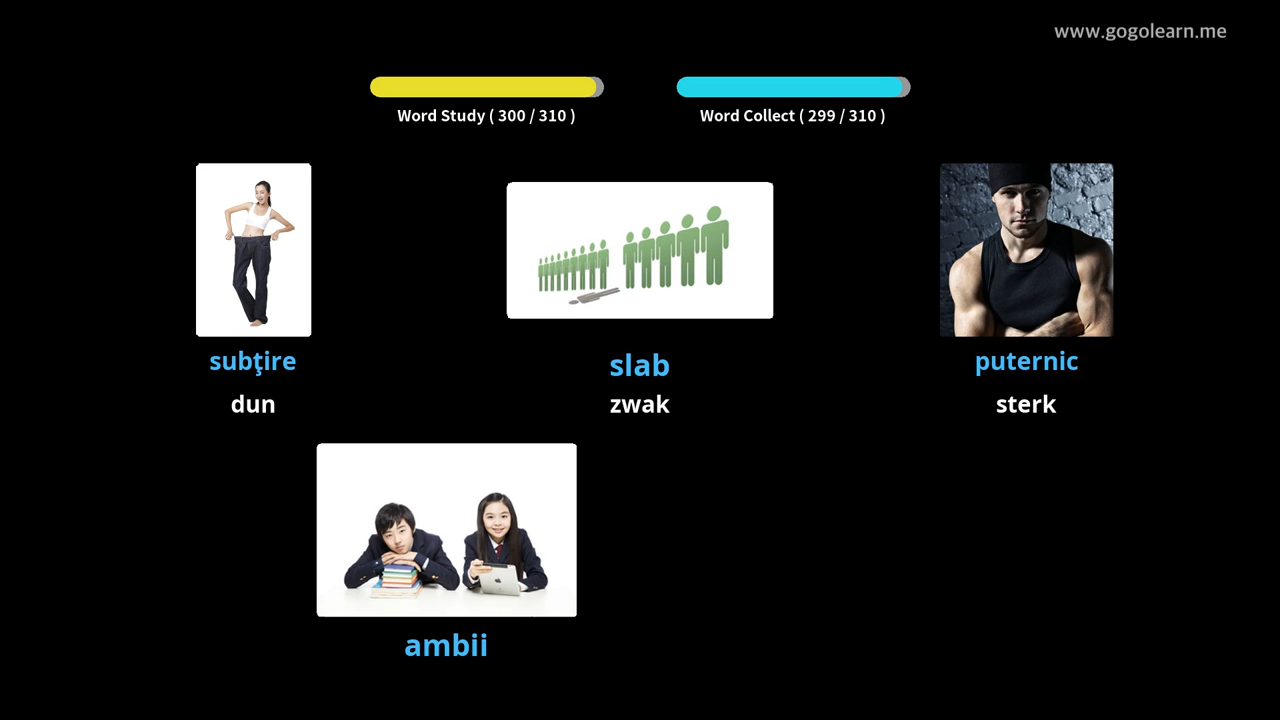 www.gogolearn.me
Word Study ( 300 / 310 )
Word Collect ( 299 / 310 )
subţire
slab
puternic
dun
zwak
sterk
ambii